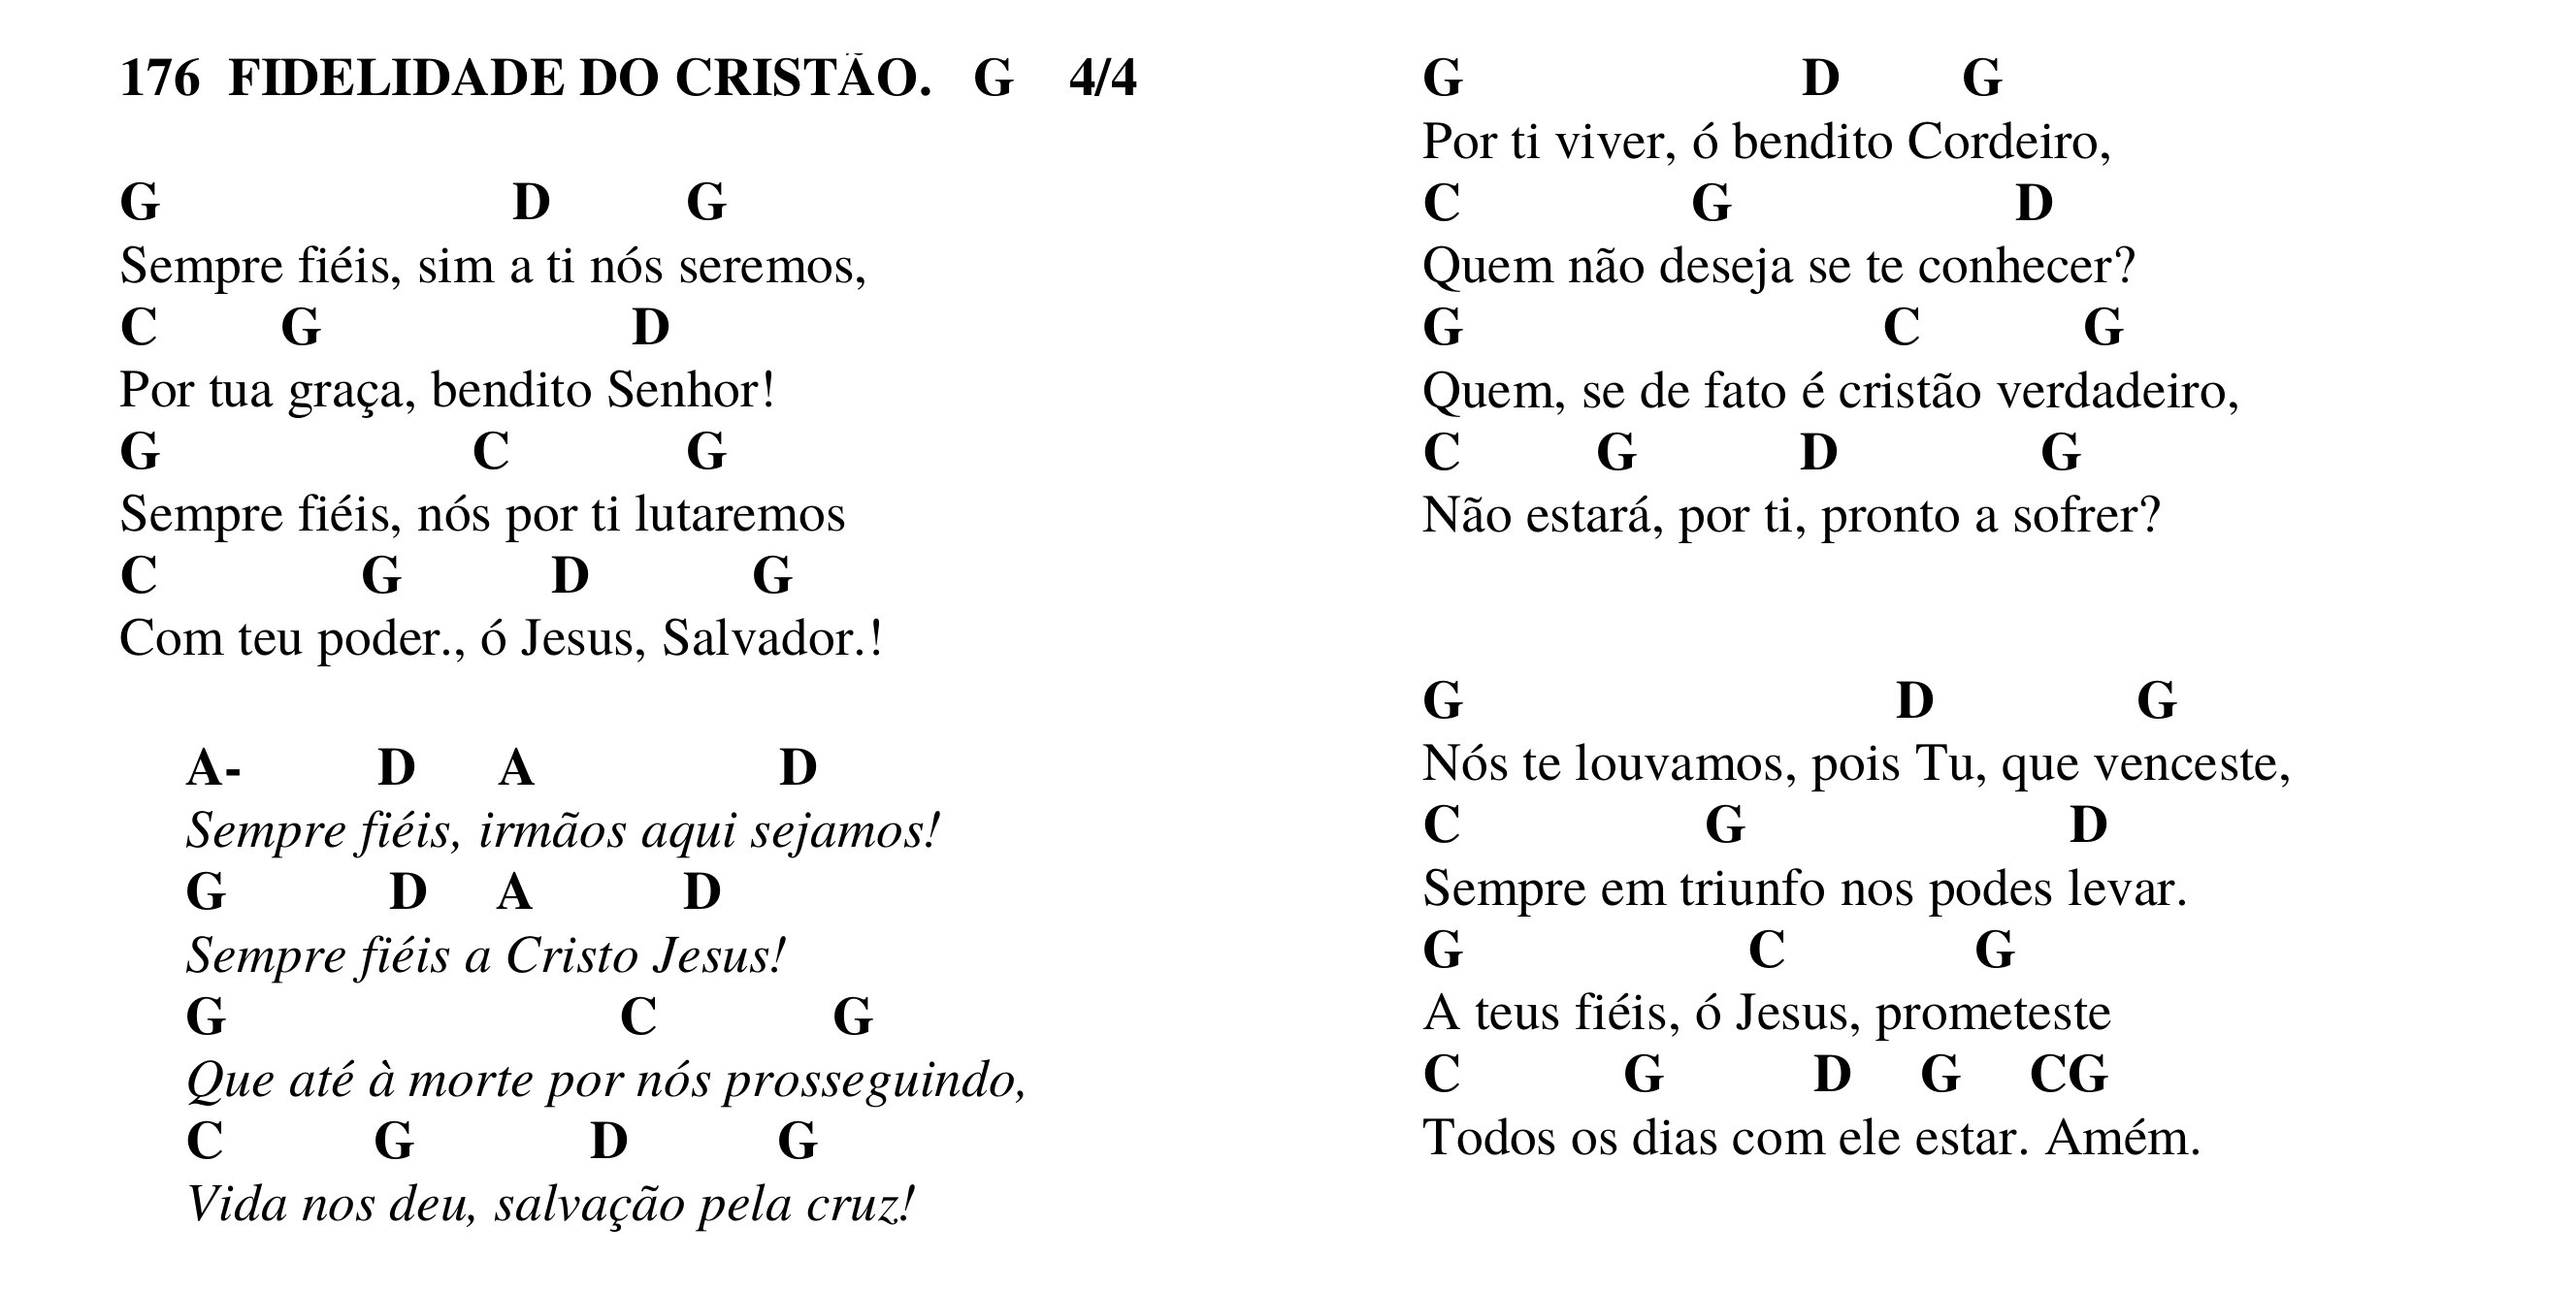 176  FIDELIDADE DO CRISTÃO.   G    4/4
G                          D          G
Sempre fiéis, sim a ti nós seremos,
C         G                       D
Por tua graça, bendito Senhor!
G                       C             G
Sempre fiéis, nós por ti lutaremos
C               G           D            G
Com teu poder., ó Jesus, Salvador.!
A-          D      A                  D
Sempre fiéis, irmãos aqui sejamos!
G            D     A           D
Sempre fiéis a Cristo Jesus!
G                             C             G
Que até à morte por nós prosseguindo,
C           G             D           G
Vida nos deu, salvação pela cruz!
G                         D         G
Por ti viver, ó bendito Cordeiro,
C                 G                     D
Quem não deseja se te conhecer?
G                               C            G
Quem, se de fato é cristão verdadeiro,
C          G            D               G
Não estará, por ti, pronto a sofrer?
G                                D               G
Nós te louvamos, pois Tu, que venceste,
C                  G                        D
Sempre em triunfo nos podes levar.
G                     C              G
A teus fiéis, ó Jesus, prometeste
C            G           D     G     CG
Todos os dias com ele estar. Amém.